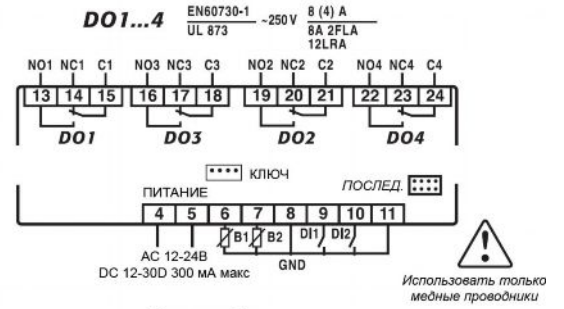 DO1...4 EN60730-1 ~250V 8 (4) A
UL 873 8A 2FLA
12LRA
NO1 NC1 C1 NO3 NC3 C3 NO2 NC2 C2 NO4 NC4 C4
13 14 15 16 17 18 19 20 21 22 23 24
DO1 DO3 DO2 DO4
КЛЮЧ
ПОСЛЕД.
ПИТАНИЕ
4 5 6 7 8 9 10 11
B1 B2 DI1 DI2
AC 12-24В
GND
DC 12-30D 300 мА макс
Использовать только
медные проводники